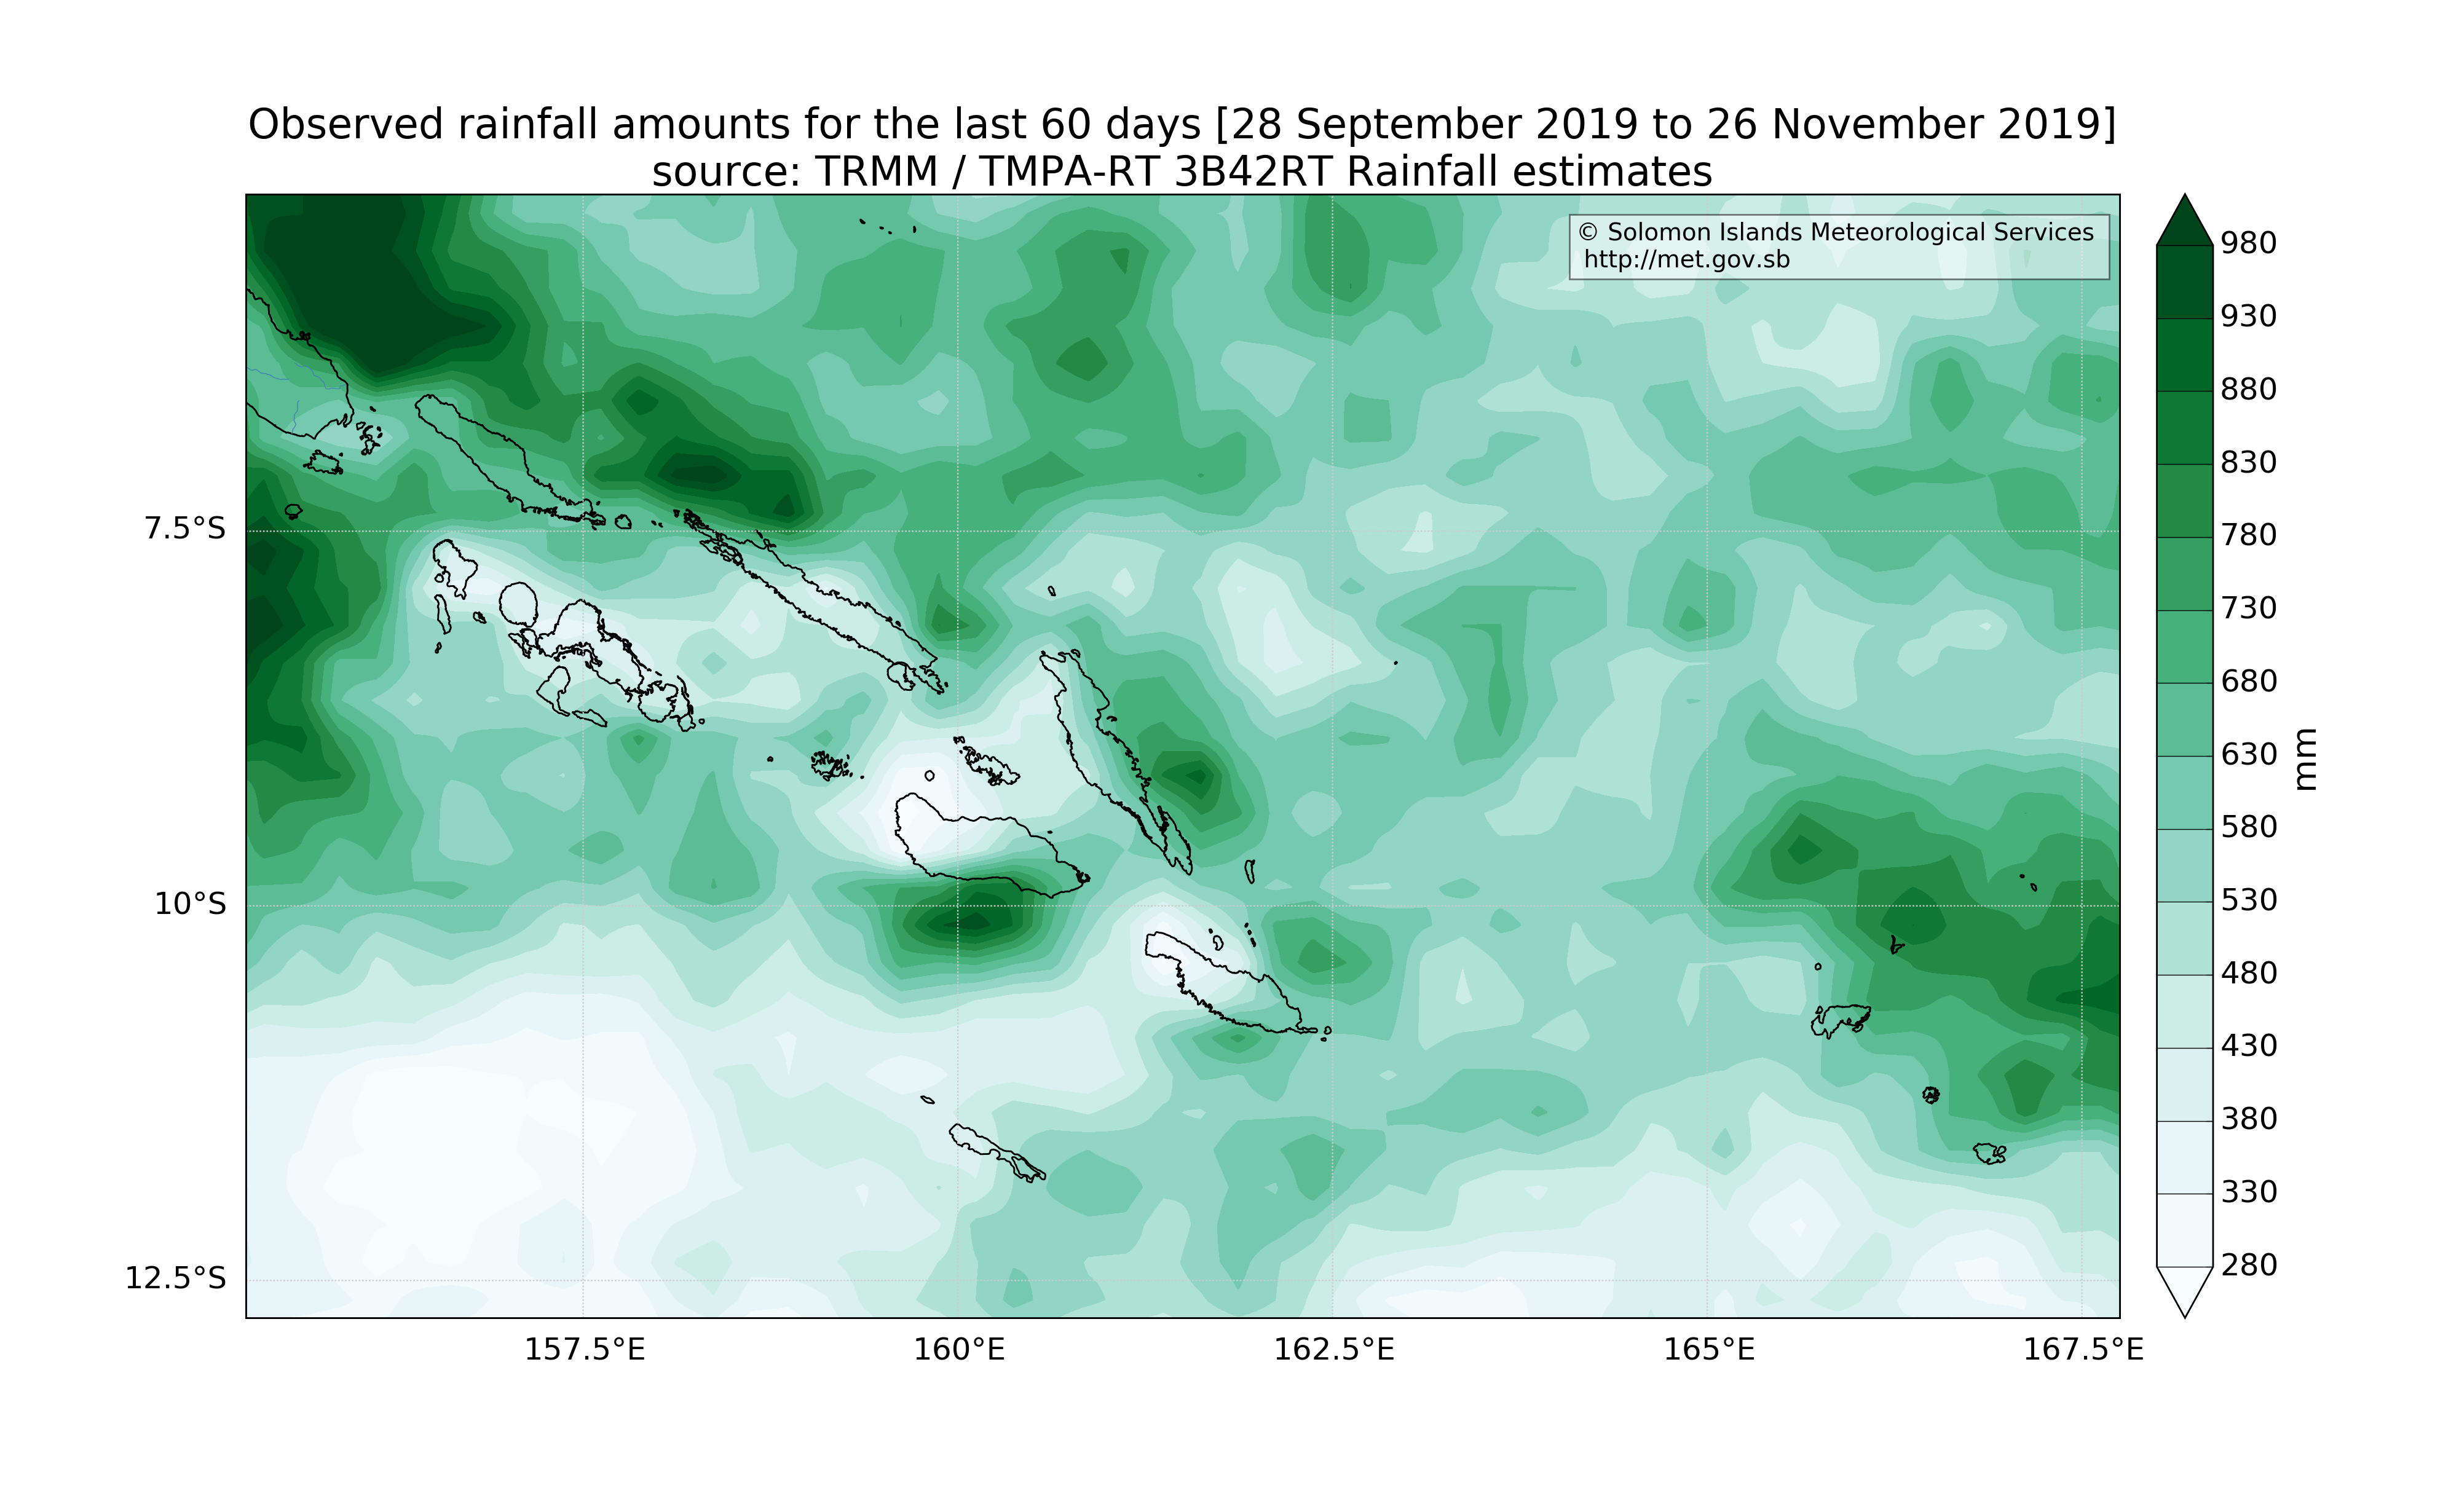 Observed rainfall amounts for the last 60 days [28 September 2019 to 26 November 2019]
source: TRMM / TMPA-RT 3B42RT Rainfall estimates
© Solomon Islands Meteorological Services
http://met.gov.sb
7.5°S
10°S
12.5°S
157.5°E
160°E
162.5°E
165°E
167.5°E
980
930
880
830
780
730
680
630
580
530
480
430
380
330
280
mm